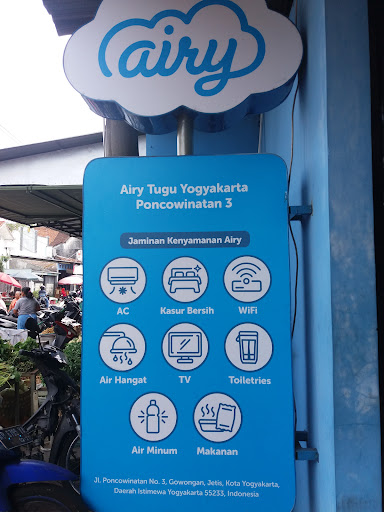 airy
Airy Tugu Yogyakarta
Poncowinatan 3
Jaminan Kenyamanan Airy
AC Kasur Bersih WiFi
Air Hangat TV Toiletries
Air Minum Makanan
Jl. Poncowinatan No. 3, Gowongan, Jetis, Kota Yogyakarta,
Daerah Istimewa Yogyakarta 55233, Indonesia